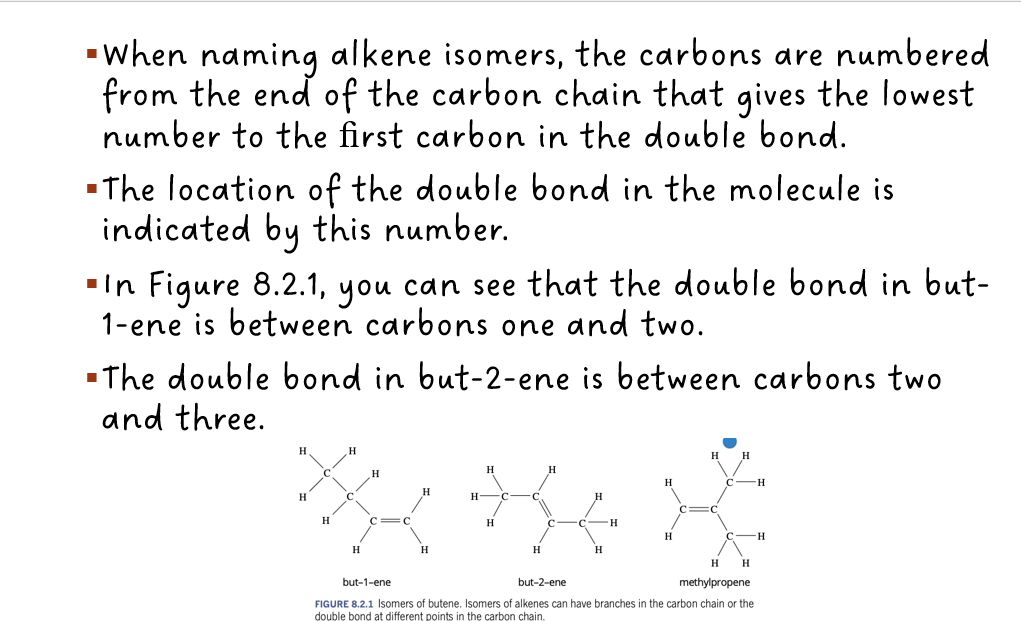 ▪When naming alkene isomers, the carbons are numbered
from the end of the carbon chain that gives the lowest
number to the first carbon in the double bond.
▪The location of the double bond in the molecule is
indicated by this number.
▪In Figure 8.2.1, you can see that the double bond in but-
1-ene is between carbons one and two.
▪The double bond in but-2-ene is between carbons two
and three.
H H
C H
H C H
H C C
H H
but–1–ene
H H
H C C H
H C C H
H H
but–2–ene
H H
H C H
C C
H C H
H H
methylpropene
FIGURE 8.2.1 Isomers of butene. Isomers of alkenes can have branches in the carbon chain or the
double bond at different points in the carbon chain.